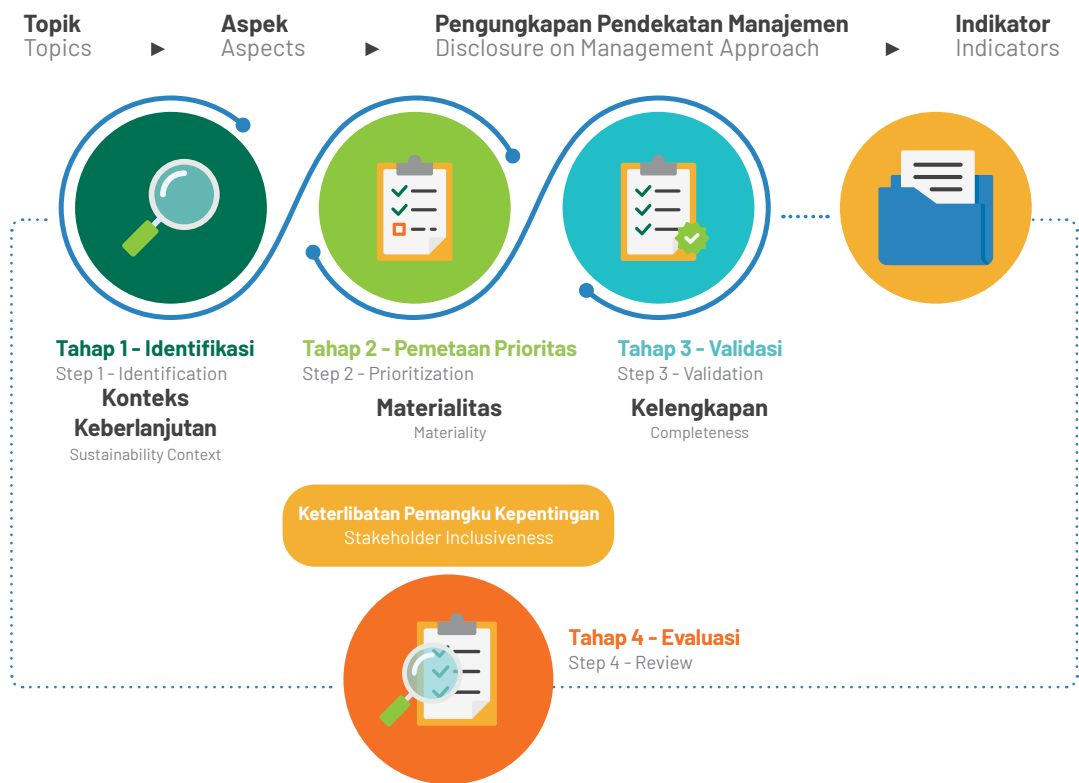 Topik
Topics
Aspek
Aspects
Pengungkapan Pendekatan Manajemen
Disclosure on Management Approach
Indikator
Indicators
Tahap 1 - Identifikasi
Step 1 - Identification
Konteks
Keberlanjutan
Sustainability Context
Tahap 2 - Pemetaan Prioritas
Step 2 - Prioritization
Materialitas
Materiality
Tahap 3 - Validasi
Step 3 - Validation
Kelengkapan
Completeness
Keterlibatan Pemangku Kepentingan
Stakeholder Inclusiveness
Tahap 4 - Evaluasi
Step 4 - Review